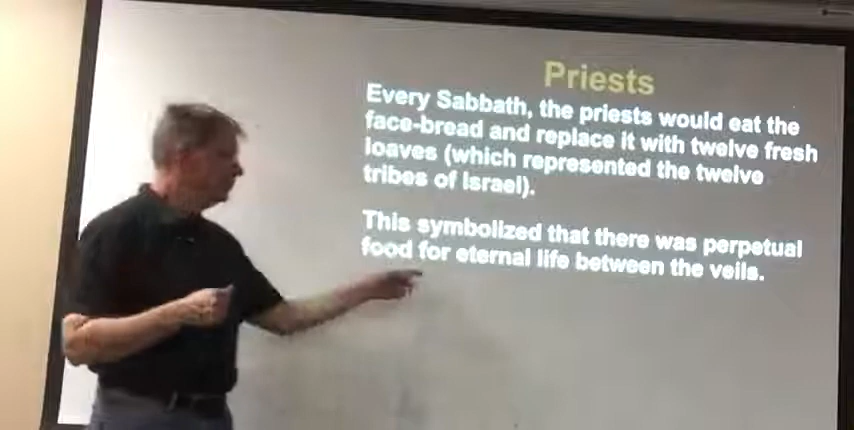 Priests
Every Sabbath, the priests would eat the
face-bread and replace it with twelve fresh
loaves (which represented the twelve
tribes of Israel).
This symbolized that there was perpetual
food for eternal life between the veils.